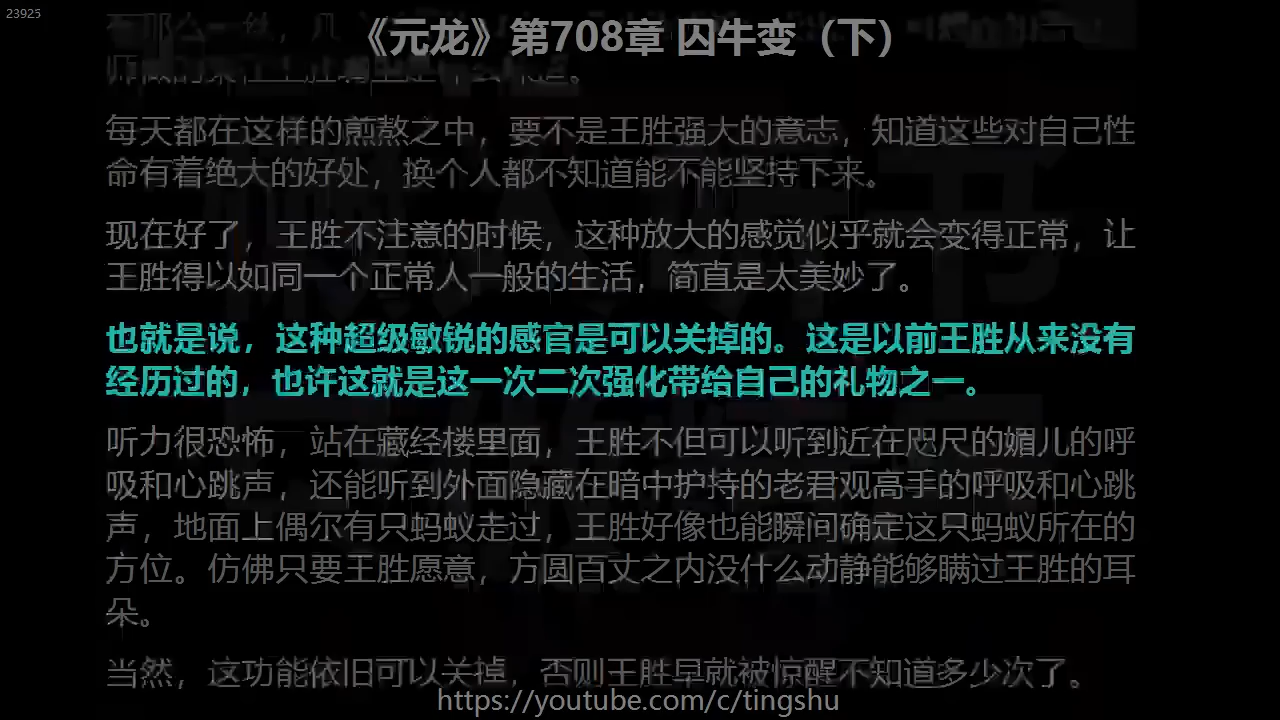 23925
《元龙》第708章 囚牛变（下）
每天都在这样的煎熬之中，要不是王胜强大的意志，知道这些对自己性
命有着绝大的好处，换个人都不知道能不能坚持下来。
现在好了，王胜不注意的时候，这种放大的感觉似乎就会变得正常，让
王胜得以如同一个正常人一般的生活，简直是太美妙了。
也就是说，这种超级敏锐的感官是可以关掉的。这是以前王胜从来没有
经历过的，也许这就是这一次二次强化带给自己的礼物之一。
听力很恐怖，站在藏经楼里面，王胜不但可以听到近在咫尺的媚儿的呼
吸和心跳声，还能听到外面隐藏在暗中护持的老君观高手的呼吸和心跳
声，地面上偶尔有只蚂蚁走过，王胜好像也能瞬间确定这只蚂蚁所在的
方位。仿佛只要王胜愿意，方圆百丈之内没什么动静能够瞒过王胜的耳
朵。
当然，这功能依旧可以关掉，否则王胜早就被惊醒不知道多少次了。
https://youtube.com/c/tingshu